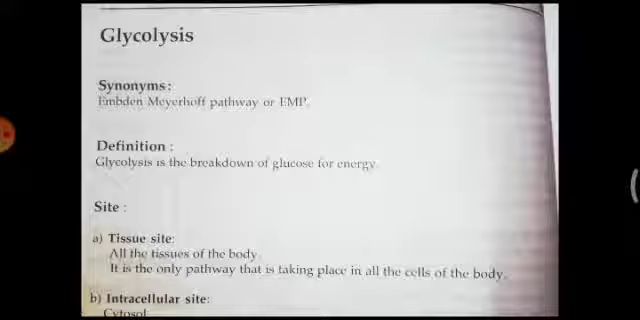 Glycolysis
Synonyms :
Embden Meyerhoff pathway or EMP.
Definition :
Glycolysis is the breakdown of glucose for energy.
Site :
a) Tissue site:
All the tissues of the body.
It is the only pathway that is taking place in all the cells of the body.
b) Intracellular site:
Cytosol